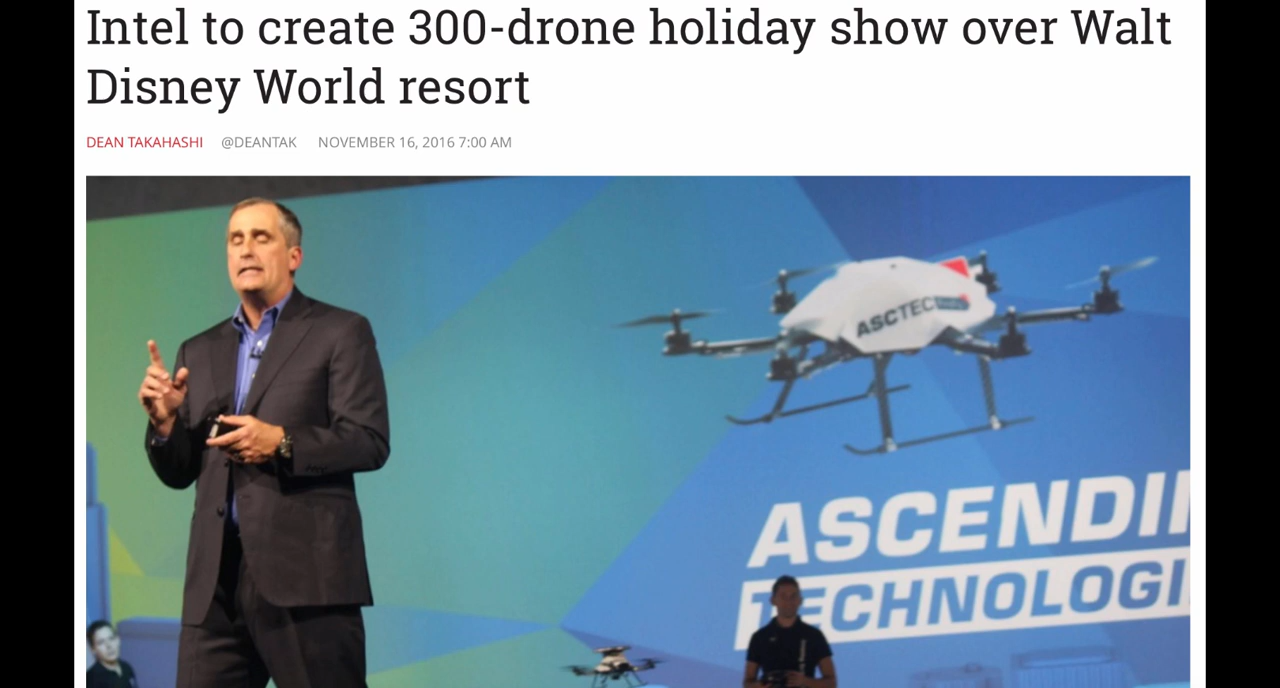 Intel to create 300-drone holiday show over Walt
Disney World resort
DEAN TAKAHASHI @DEANTAK NOVEMBER 16, 2016 7:00 AM
ASCTEC
ASCENDI
TECHNOLOGI